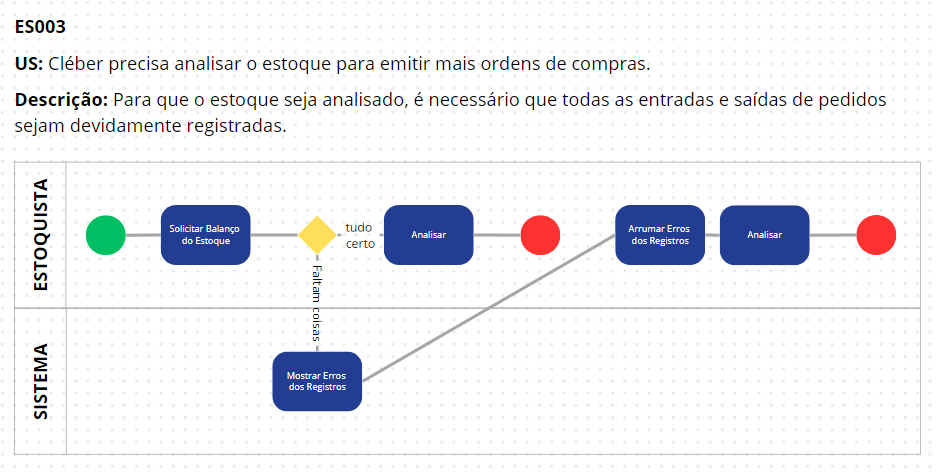 ES003
US: Cléber precisa analisar o estoque para emitir mais ordens de compras.
Descrição: Para que o estoque seja analisado, é necessário que todas as entradas e saídas de pedidos
sejam devidamente registradas.
ESTOQUISTA
Solicitar Balanço
do Estoque
tudo
certo
Analisar
Arrumar Erros
dos Registros
Analisar
Faltam coisas
SISTEMA
Mostrar Erros
dos Registros